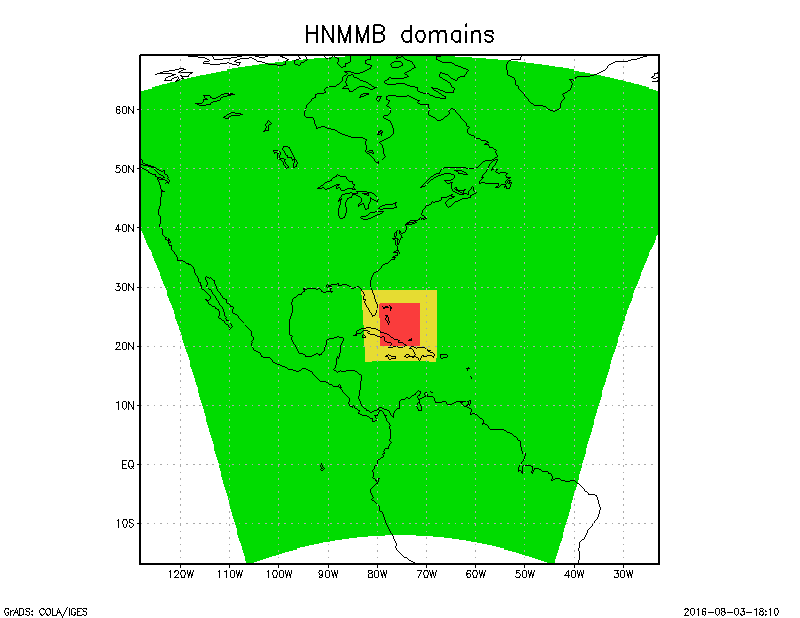 HNMMB domains
60N
50N
40N
30N
20N
10N
EQ
10S
120W 110W 100W 90W 80W 70W 60W 50W 40W 30W
GrADS: COLA/IGES
2016-08-03-18:10